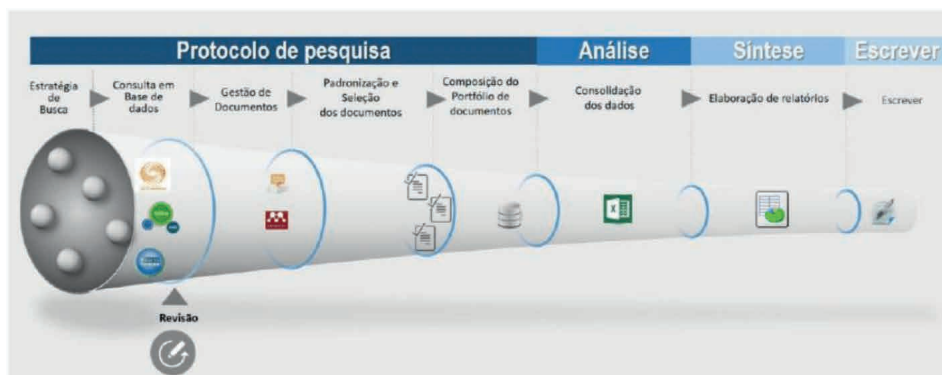 Protocolo de pesquisa
Análise
Síntese
Escrever
Estratégia
de
Busca
Consulta em
Base de
dados
Gestão de
Documentos
Padronização e
Seleção
dos documentos
Composição do
Portfólio de
documentos
Consolidação
dos dados
Elaboração de relatórios
Escrever
Revisão